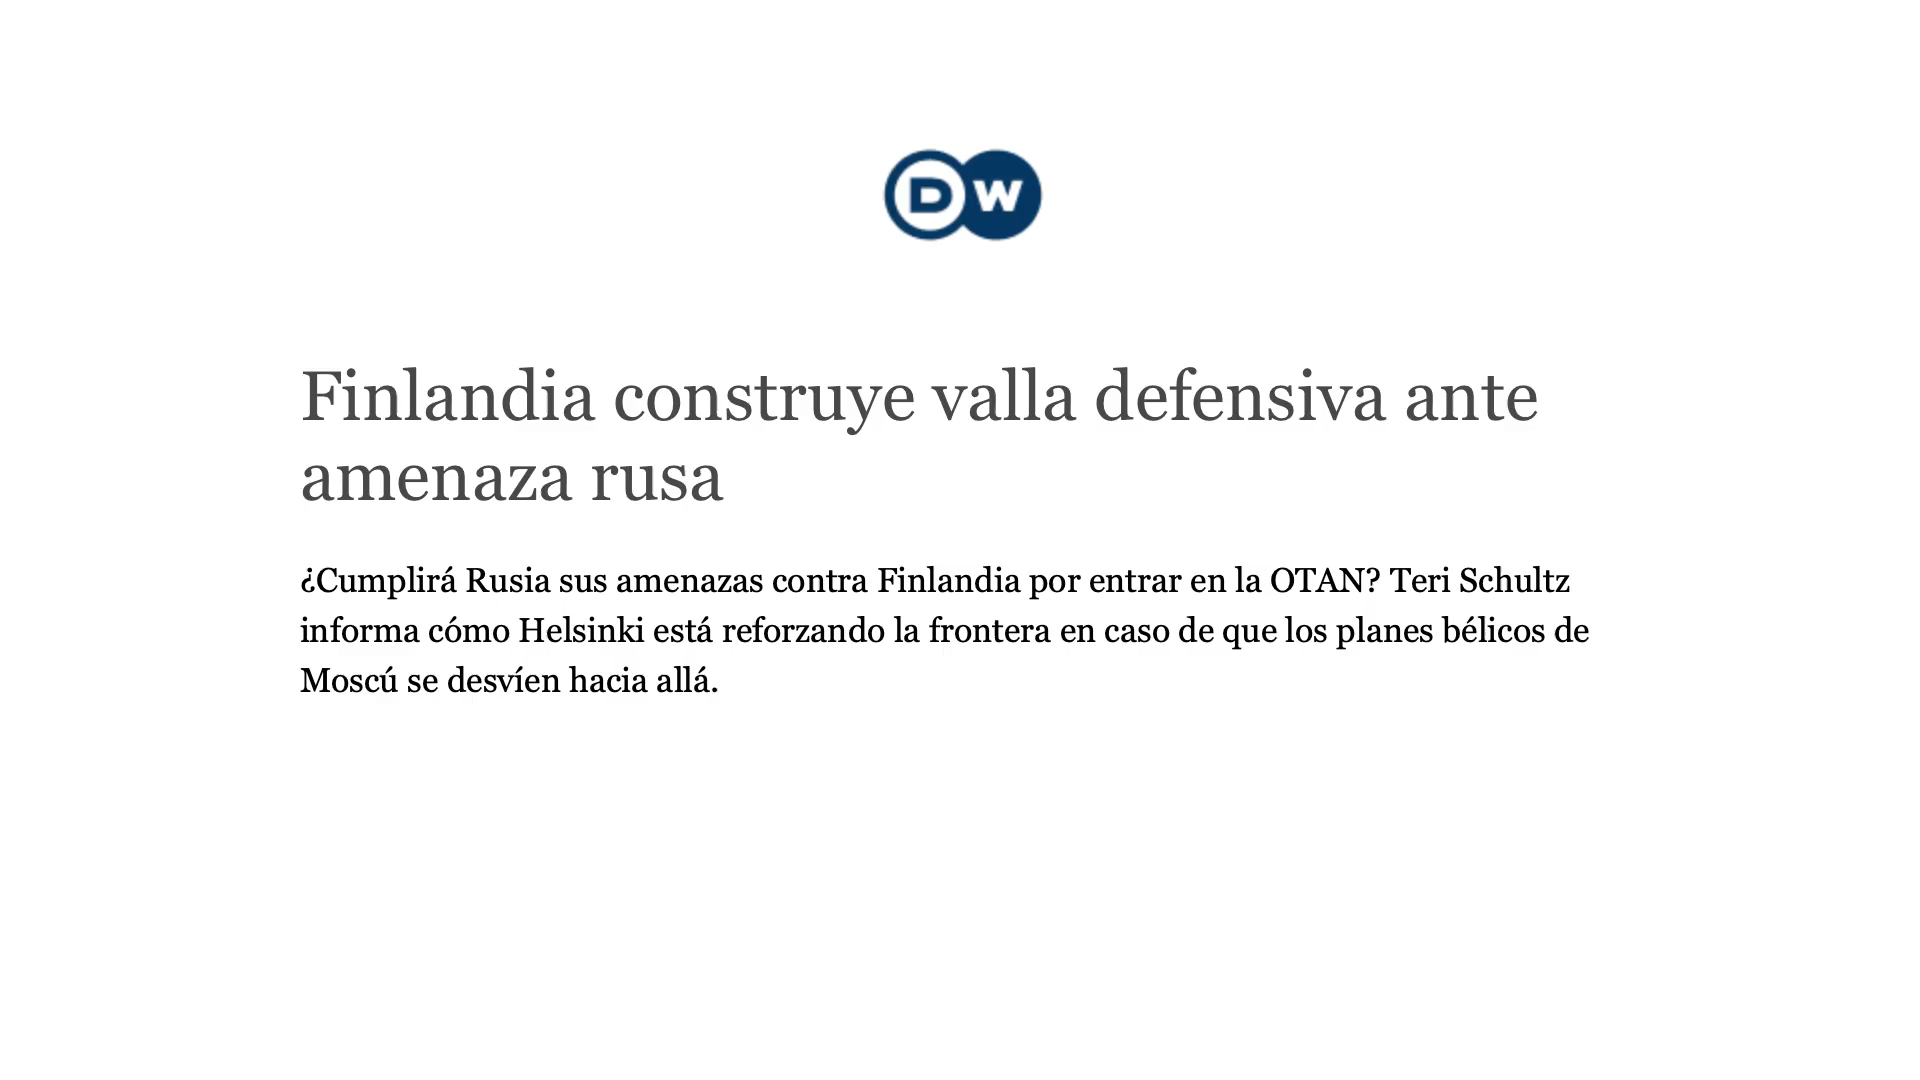 DW
Finlandia construye valla defensiva ante
amenaza rusa
¿Cumplirá Rusia sus amenazas contra Finlandia por entrar en la OTAN? Teri Schultz
informa cómo Helsinki está reforzando la frontera en caso de que los planes bélicos de
Moscú se desvíen hacia allá.